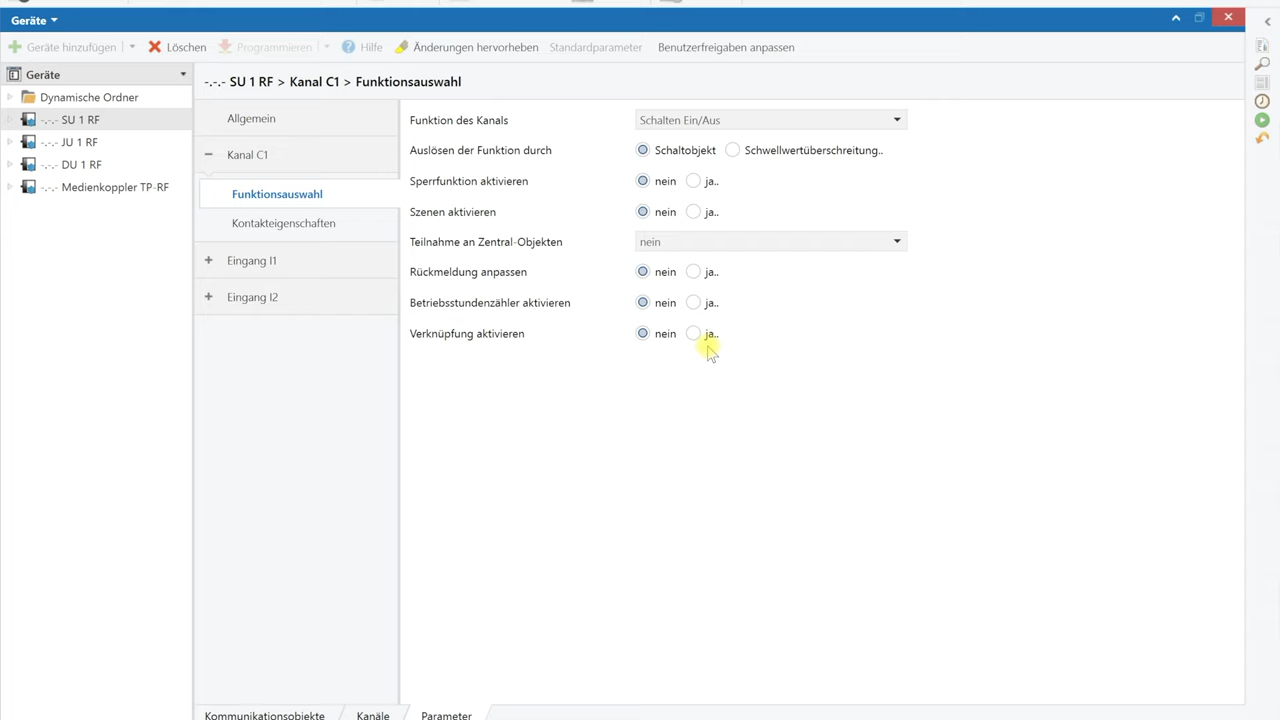 Geräte
Geräte hinzufügen Löschen Programmieren Hilfe Änderungen hervorheben Standardparameter Benutzerfreigaben anpassen
Geräte
Dynamische Ordner
-.-.- SU 1 RF
-.-.- JU 1 RF
-.-.- DU 1 RF
-.-.- Medienkoppler TP-RF
-.-.- SU 1 RF > Kanal C1 > Funktionsauswahl
Allgemein
Kanal C1
Funktionsauswahl
Kontakteigenschaften
Eingang I1
Eingang I2
Funktion des Kanals Schalten Ein/Aus
Auslösen der Funktion durch Schaltobjekt Schwellwertüberschreitung..
Sperrfunktion aktivieren nein ja..
Szenen aktivieren nein ja..
Teilnahme an Zentral-Objekten nein
Rückmeldung anpassen nein ja..
Betriebsstundenzähler aktivieren nein ja..
Verknüpfung aktivieren nein ja..
Kommunikationsobjekte Kanäle Parameter